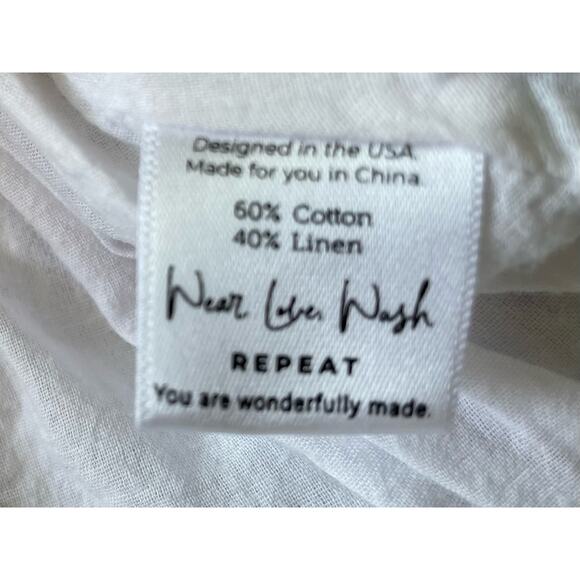 Designed in the USA.
Made for you in China
60% Cotton
40% Linen
Wear. Love. Wash
REPEAT
You are wonderfully made.